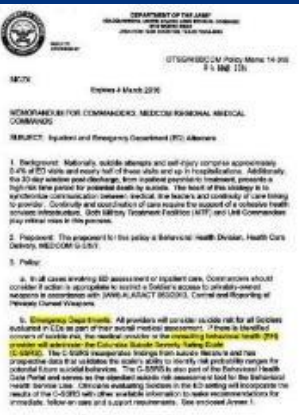 DEPARTMENT OF THE ARMY
OTSG/MEDCOM Policy Memo 14-019
MCZX
Expires 4 March 2016
MEMORANDUM FOR COMMANDERS, MEDCOM REGIONAL MEDICAL
COMMANDS
SUBJECT: Inpatient and Emergency Department (ED) Aftercare
1. Background: Nationally, suicide attempts and self-injury comprise approximately
0.4% of ED visits and nearly half of these visits end up in hospitalizations. Additionally,
the 30 day window post discharge, from inpatient psychiatric treatment, presents a
high risk time period for potential death by suicide. The heart of this strategy is to
synchronize communication between medical, line leaders and continuity of care linking
to provider. Continuity and coordination of care require the support of a cohesive health
services infrastructure. Both Military Treatment Facilities (MTF) and Unit Commanders
play critical roles in this process.
2. Proponent: The proponent for this policy is Behavioral Health Division, Health Care
Delivery, MEDCOM
3. Policy:
a. In all cases involving ED assessment or inpatient care, Commanders should
consider if action is appropriate to restrict a Soldier's access to privately-owned
weapons in accordance with Control and Reporting of
Privately Owned Weapons.
b. Emergency Departments: All providers will consider suicide risk for all Soldiers
evaluated in EDs as part of their overall medical assessment. If there is identified
concern of suicide risk, the medical provider or the consulting behavioral health (BH)
provider will administer the Columbia Suicide Severity Rating Scale
(C-SSRS). The C-SSRS incorporates findings from suicide literature and has
prospective data that validates the scale's ability to identify risk probability ranges for
potential future suicidal behaviors. The C-SSRS is also part of the Behavioral Health
Data Portal and serves as the standard suicide risk assessment tool for the Behavioral
Health Service Line. Clinicians evaluating Soldiers in the ED setting will incorporate the
results of the C-SSRS with other available information to make recommendations for
immediate, follow-on care and support requirements. See enclosed Annex 1.